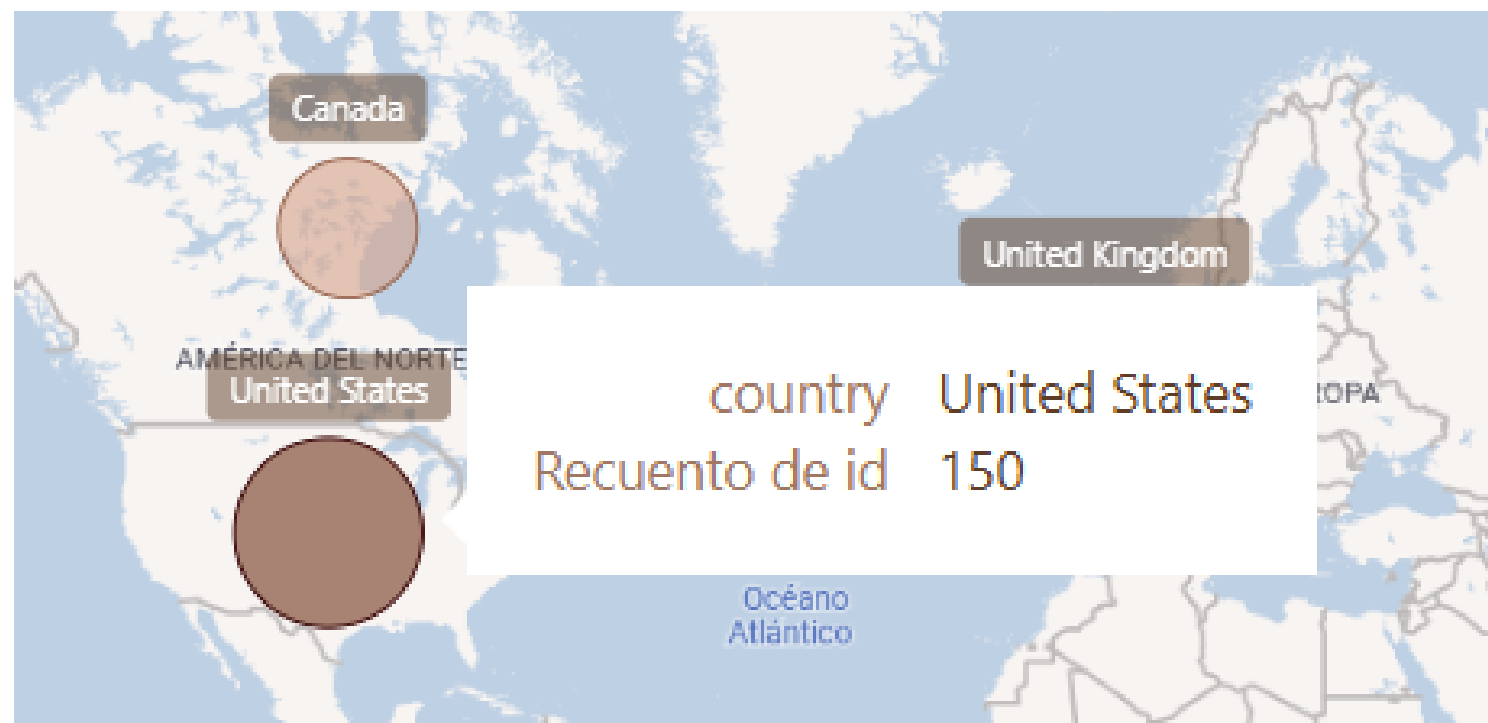 Canada
United Kingdom
AMÉRICA DEL NORTE
United States
country United States
Recuento de id 150
Océano
Atlántico